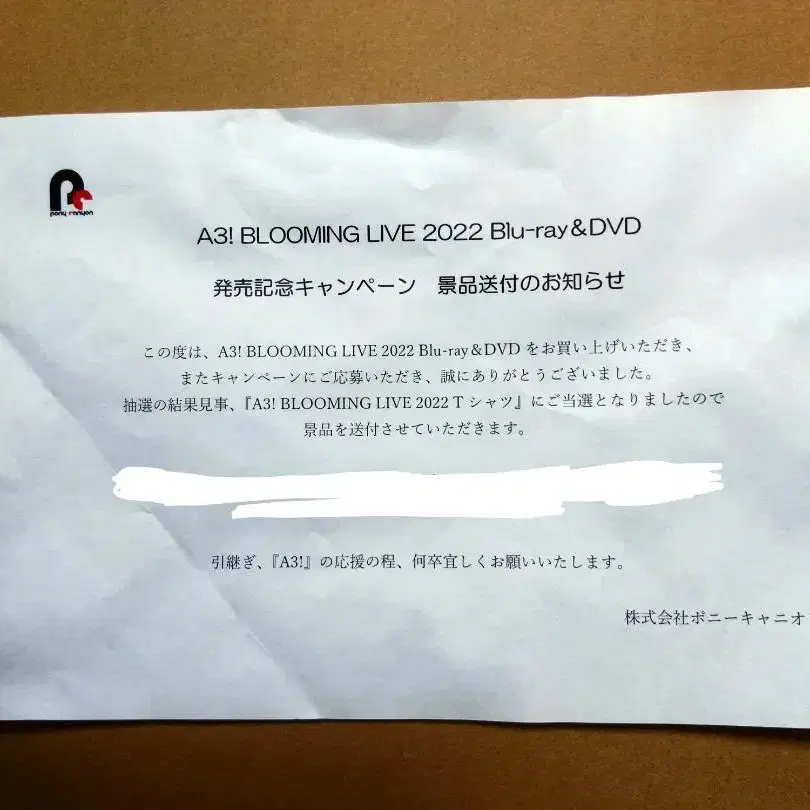 pony canyon
A3! BLOOMING LIVE 2022 Blu-ray＆DVD
発売記念キャンペーン　景品送付のお知らせ
この度は、A3! BLOOMING LIVE 2022 Blu-ray＆DVD をお買い上げいただき、
またキャンペーンにご応募いただき、誠にありがとうございました。
抽選の結果見事、『A3! BLOOMING LIVE 2022 T シャツ』にご当選となりましたので
景品を送付させていただきます。
引継ぎ、『A3!』の応援の程、何卒宜しくお願いいたします。
株式会社ポニーキャニオ